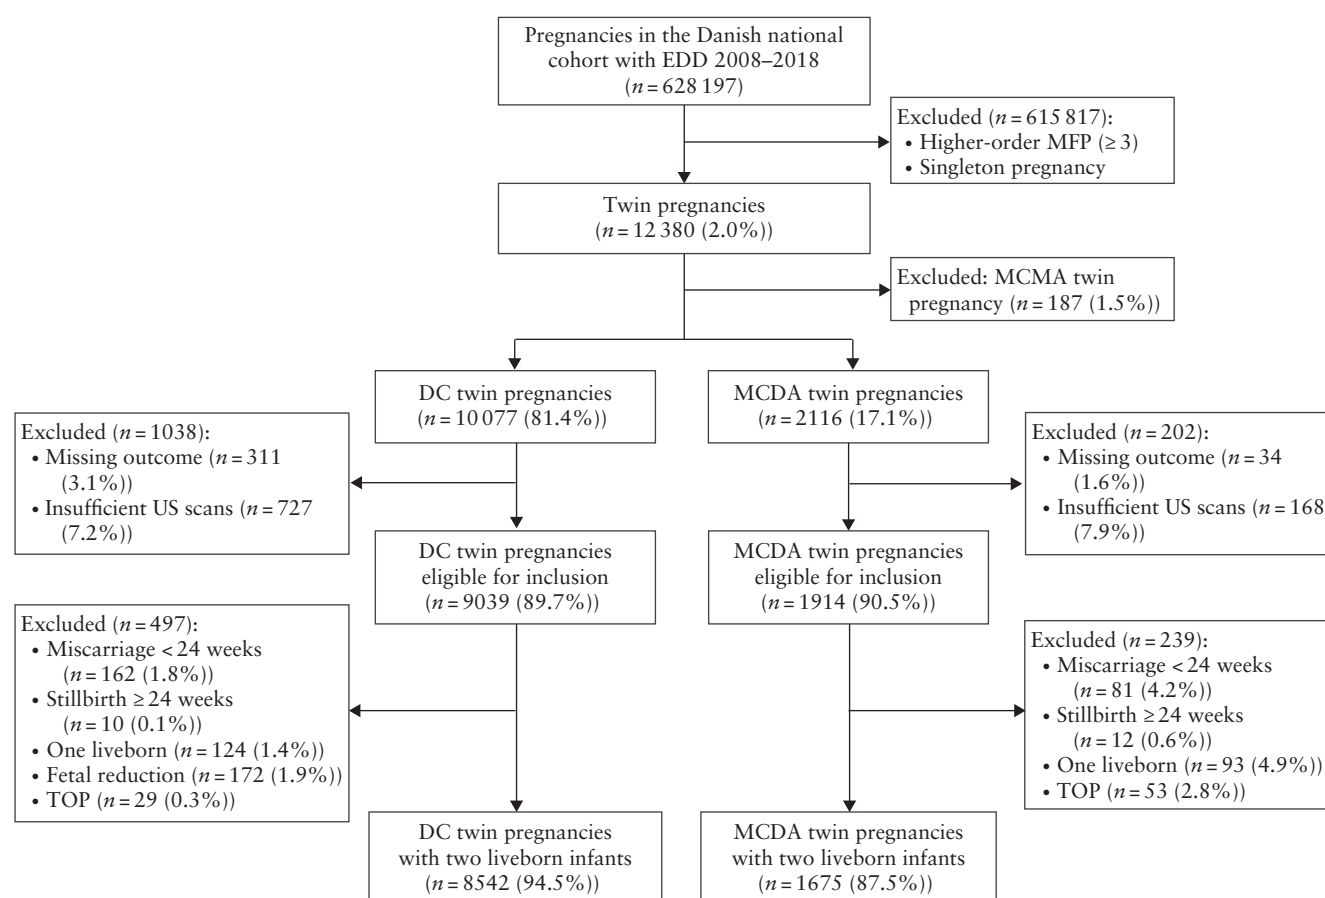 Pregnancies in the Danish national
cohort with EDD 2008–2018
(n = 628 197)
Excluded (n = 615 817):
• Higher-order MFP (≥ 3)
• Singleton pregnancy
Twin pregnancies
(n = 12 380 (2.0%))
Excluded: MCMA twin
pregnancy (n = 187 (1.5%))
DC twin pregnancies
(n = 10 077 (81.4%))
MCDA twin pregnancies
(n = 2116 (17.1%))
Excluded (n = 1038):
• Missing outcome (n = 311
(3.1%))
• Insufficient US scans (n = 727
(7.2%))
Excluded (n = 202):
• Missing outcome (n = 34
(1.6%))
• Insufficient US scans (n = 168
(7.9%))
DC twin pregnancies
eligible for inclusion
(n = 9039 (89.7%))
MCDA twin pregnancies
eligible for inclusion
(n = 1914 (90.5%))
Excluded (n = 497):
• Miscarriage < 24 weeks
(n = 162 (1.8%))
• Stillbirth ≥ 24 weeks
(n = 10 (0.1%))
• One liveborn (n = 124 (1.4%))
• Fetal reduction (n = 172 (1.9%))
• TOP (n = 29 (0.3%))
Excluded (n = 239):
• Miscarriage < 24 weeks
(n = 81 (4.2%))
• Stillbirth ≥ 24 weeks
(n = 12 (0.6%))
• One liveborn (n = 93 (4.9%))
• TOP (n = 53 (2.8%))
DC twin pregnancies
with two liveborn infants
(n = 8542 (94.5%))
MCDA twin pregnancies
with two liveborn infants
(n = 1675 (87.5%))